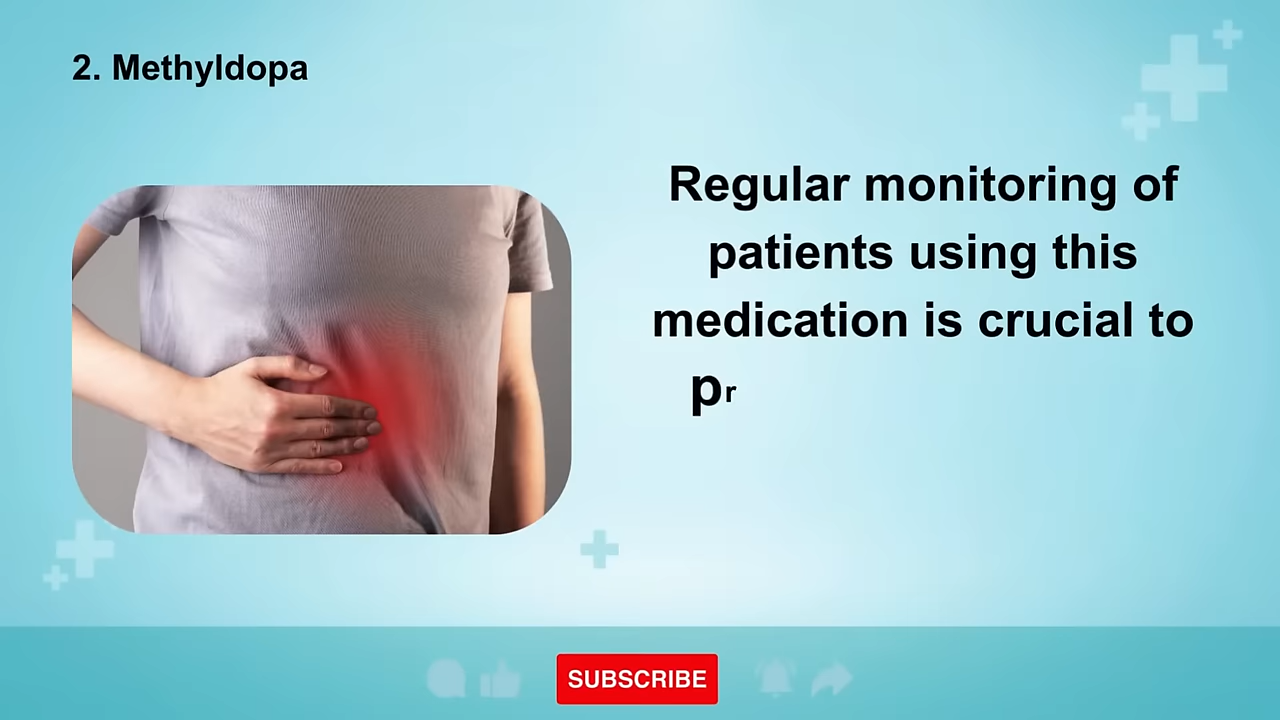 2. Methyldopa
Regular monitoring of
patients using this
medication is crucial to
pr
SUBSCRIBE